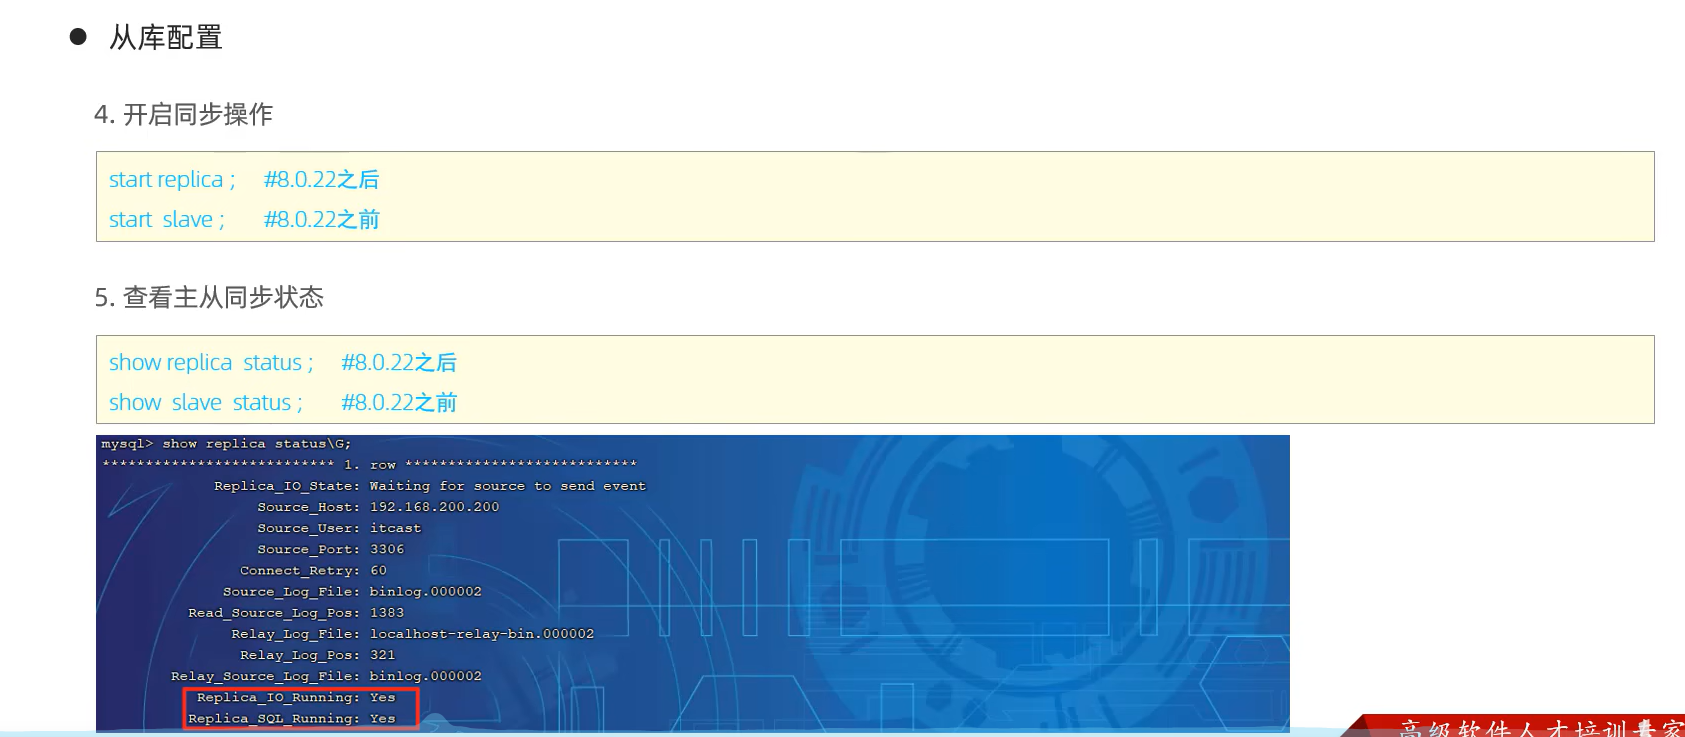 ● 从库配置
4. 开启同步操作
start replica ; #8.0.22之后
start slave ; #8.0.22之前
5. 查看主从同步状态
show replica status ; #8.0.22之后
show slave status ; #8.0.22之前
mysql> show replica status\G;
*************************** 1. row ***************************
Replica_IO_State: Waiting for source to send event
Source_Host: 192.168.200.200
Source_User: itcast
Source_Port: 3306
Connect_Retry: 60
Source_Log_File: binlog.000002
Read_Source_Log_Pos: 1383
Relay_Log_File: localhost-relay-bin.000002
Relay_Log_Pos: 321
Relay_Source_Log_File: binlog.000002
Replica_IO_Running: Yes
Replica_SQL_Running: Yes
高级软件人才培训专家